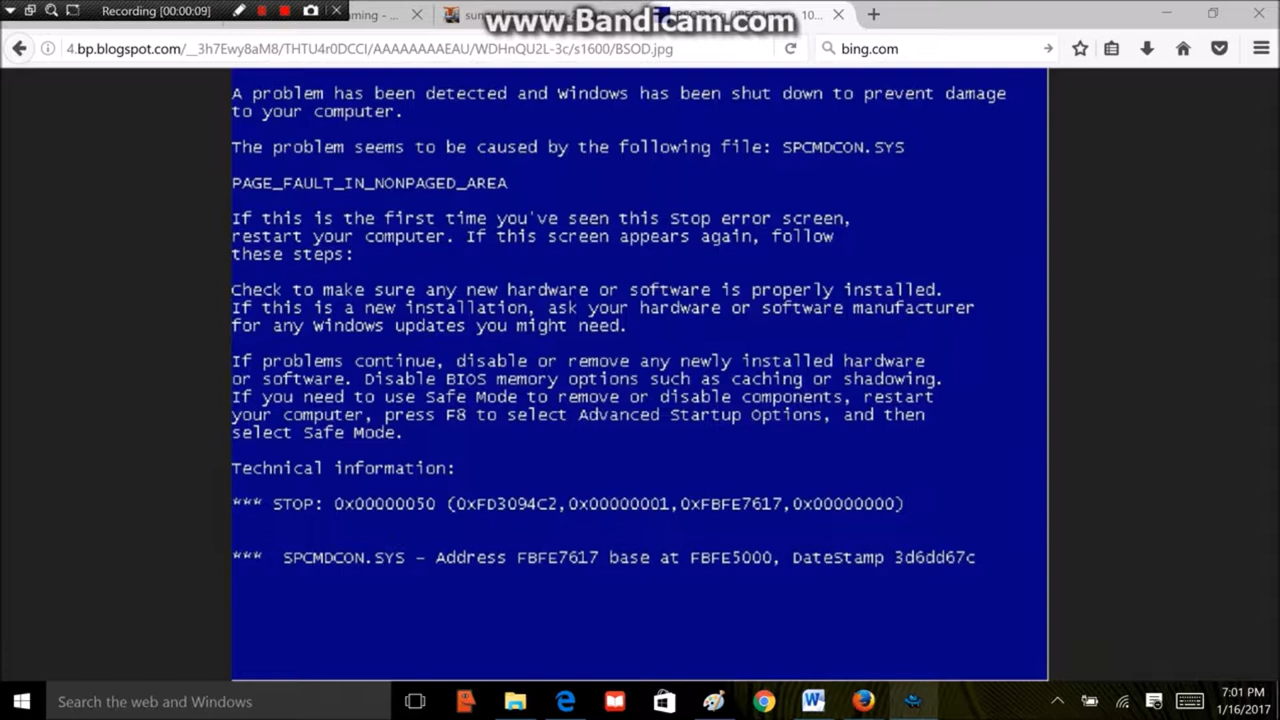 Recording [00:00:09]
www.Bandicam.com
4.bp.blogspot.com/__3h7Ewy8aM8/THTU4r0DCCI/AAAAAAAAEAU/WDHnQU2L-3c/s1600/BSOD.jpg
bing.com
A problem has been detected and Windows has been shut down to prevent damage
to your computer.
The problem seems to be caused by the following file: SPCMDCON.SYS
PAGE_FAULT_IN_NONPAGED_AREA
If this is the first time you've seen this Stop error screen,
restart your computer. If this screen appears again, follow
these steps:
Check to make sure any new hardware or software is properly installed.
If this is a new installation, ask your hardware or software manufacturer
for any Windows updates you might need.
If problems continue, disable or remove any newly installed hardware
or software. Disable BIOS memory options such as caching or shadowing.
If you need to use Safe Mode to remove or disable components, restart
your computer, press F8 to select Advanced Startup Options, and then
select Safe Mode.
Technical information:
*** STOP: 0x00000050 (0xFD3094C2,0x00000001,0xFBFE7617,0x00000000)
*** SPCMDCON.SYS - Address FBFE7617 base at FBFE5000, DateStamp 3d6dd67c
Search the web and Windows
7:01 PM
1/16/2017